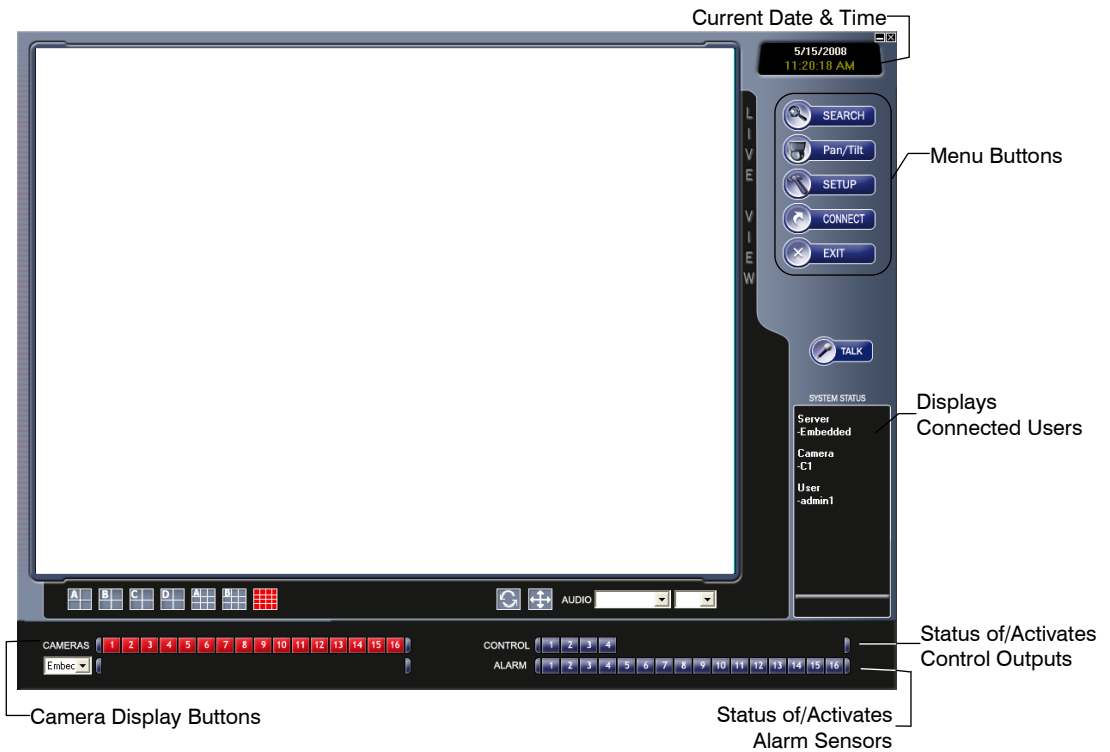 Current Date & Time
5/15/2008
11:20:18 AM
LIVE VIEW
SEARCH
Pan/Tilt
SETUP
CONNECT
EXIT
Menu Buttons
TALK
SYSTEM STATUS
Server
-Embedded
Camera
-C1
User
-admin1
Displays
Connected Users
A B C D A B
AUDIO
CAMERAS 1 2 3 4 5 6 7 8 9 10 11 12 13 14 15 16
Embec
CONTROL 1 2 3 4
ALARM 1 2 3 4 5 6 7 8 9 10 11 12 13 14 15 16
Status of/Activates
Control Outputs
Camera Display Buttons
Status of/Activates
Alarm Sensors